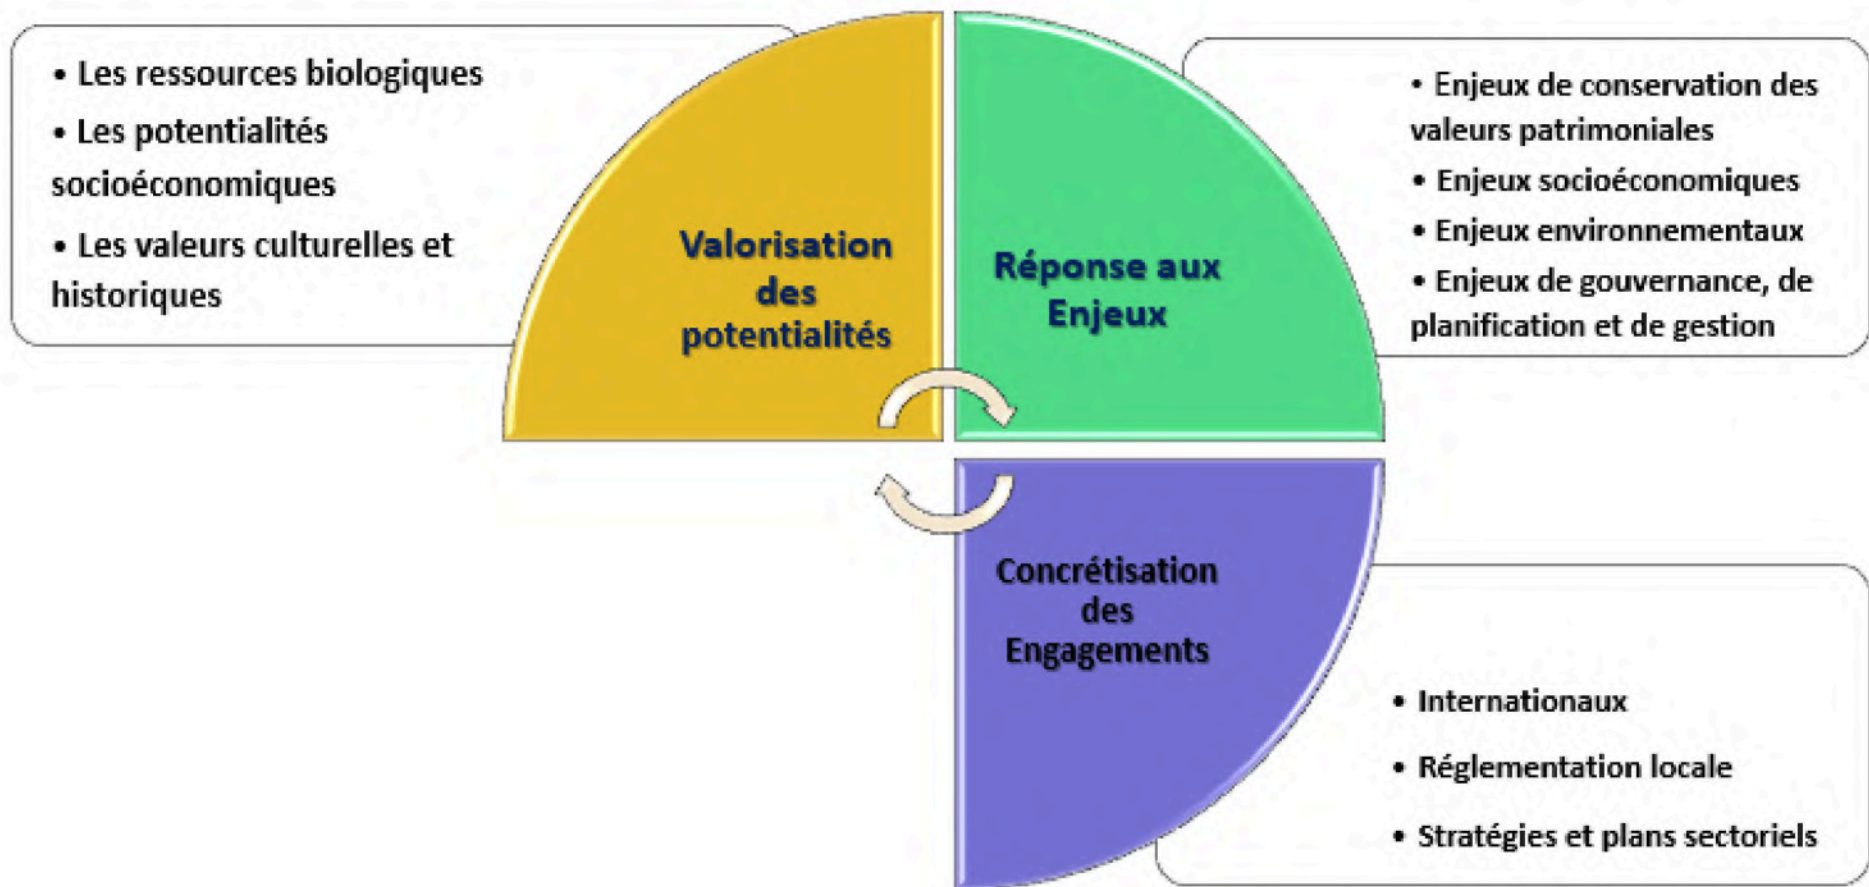 • Les ressources biologiques
• Les potentialités
socioéconomiques
• Les valeurs culturelles et
historiques
Valorisation
des
potentialités
Réponse aux
Enjeux
• Enjeux de conservation des
valeurs patrimoniales
• Enjeux socioéconomiques
• Enjeux environnementaux
• Enjeux de gouvernance, de
planification et de gestion
Concrétisation
des
Engagements
• Internationaux
• Réglementation locale
• Stratégies et plans sectoriels